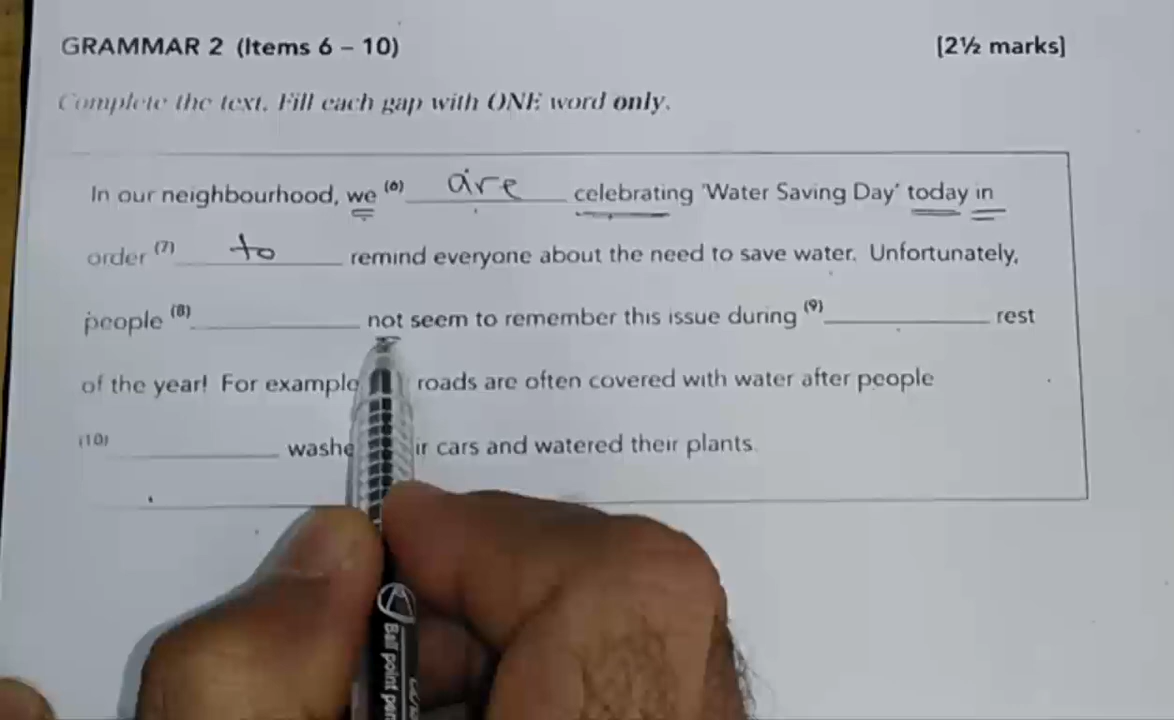 GRAMMAR 2 (Items 6 – 10) [2½ marks]
Complete the text. Fill each gap with ONE word only.
In our neighbourhood, we (6) are celebrating 'Water Saving Day' today in
order (7) to remind everyone about the need to save water. Unfortunately,
people (8) not seem to remember this issue during (9) rest
of the year! For example roads are often covered with water after people
(10) washe ir cars and watered their plants.
Ball point pen